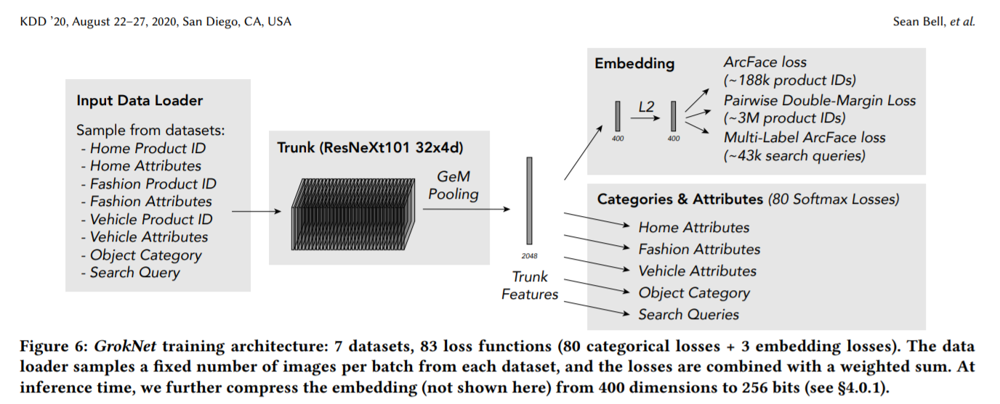 KDD ’20, August 22–27, 2020, San Diego, CA, USA
Sean Bell, et al.
Input Data Loader
Sample from datasets:
- Home Product ID
- Home Attributes
- Fashion Product ID
- Fashion Attributes
- Vehicle Product ID
- Vehicle Attributes
- Object Category
- Search Query
Trunk (ResNeXt101 32x4d)
GeM
Pooling
2048
Trunk
Features
Embedding
400
L2
400
ArcFace loss
(~188k product IDs)
Pairwise Double-Margin Loss
(~3M product IDs)
Multi-Label ArcFace loss
(~43k search queries)
Categories & Attributes (80 Softmax Losses)
Home Attributes
Fashion Attributes
Vehicle Attributes
Object Category
Search Queries
Figure 6: GrokNet training architecture: 7 datasets, 83 loss functions (80 categorical losses + 3 embedding losses). The data
loader samples a fixed number of images per batch from each dataset, and the losses are combined with a weighted sum. At
inference time, we further compress the embedding (not shown here) from 400 dimensions to 256 bits (see §4.0.1).